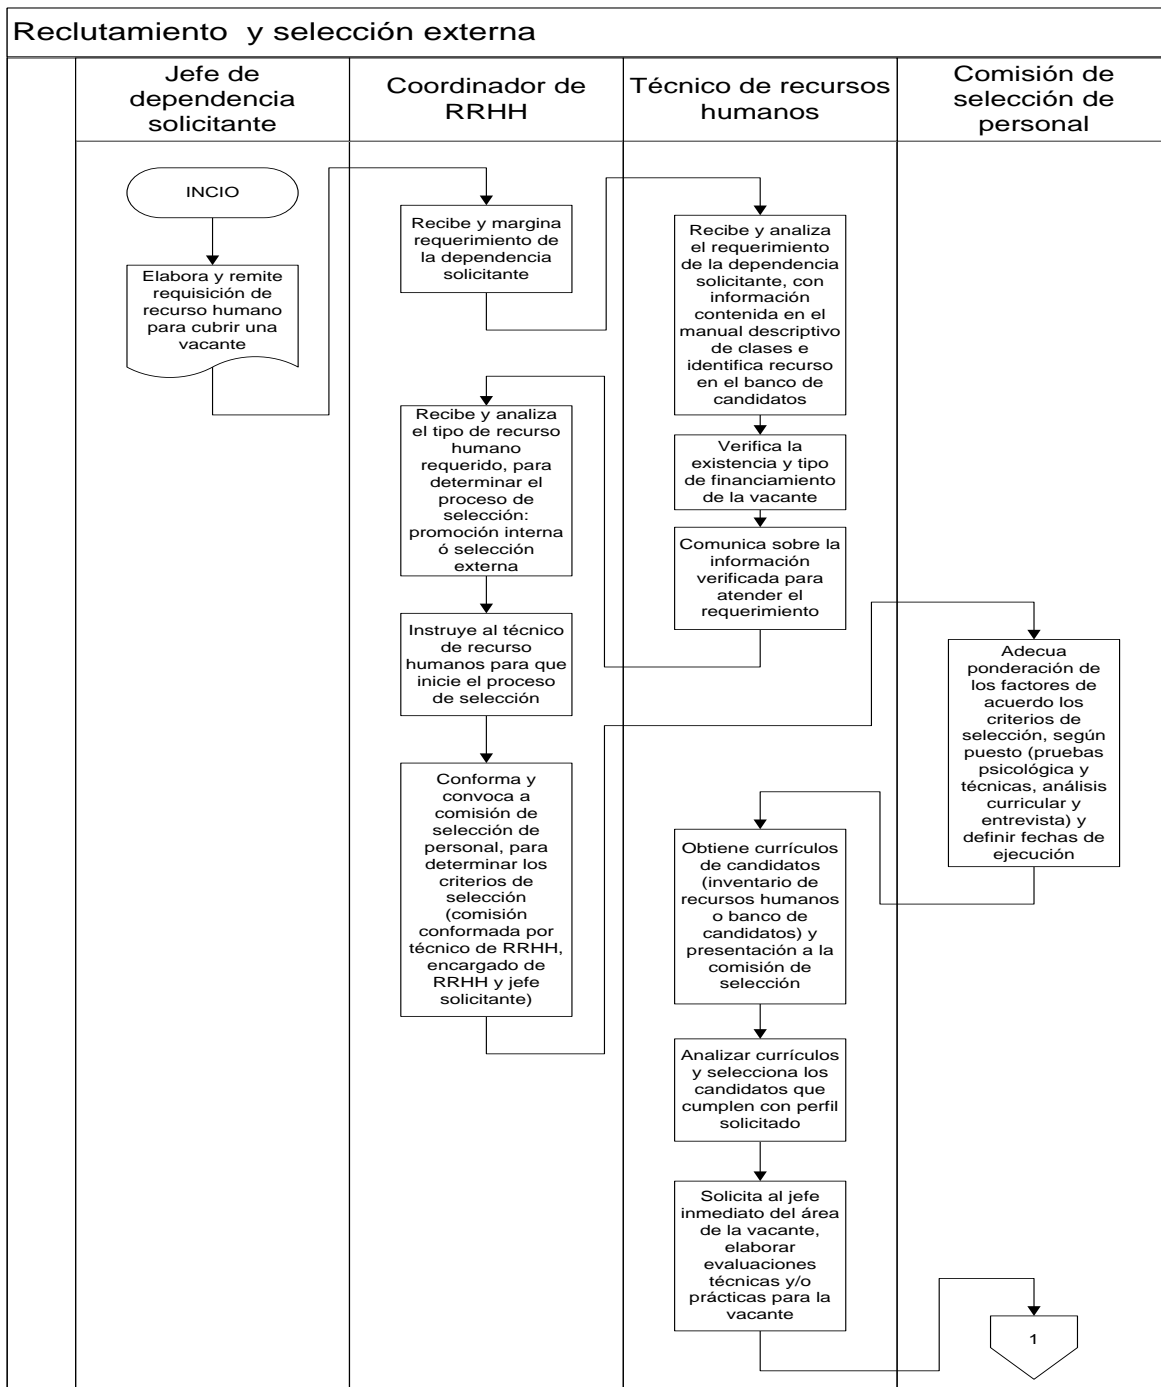 Reclutamiento  y selección externa
Jefe de
dependencia
solicitante
Coordinador de
RRHH
Técnico de recursos
humanos
Comisión de
selección de
personal
INCIO
Elabora y remite
requisición de
recurso humano
para cubrir una
vacante
Recibe y margina
requerimiento de
la dependencia
solicitante
Recibe y analiza
el requerimiento
de la dependencia
solicitante, con
información
contenida en el
manual descriptivo
de clases e
identifica recurso
en el banco de
candidatos
Verifica la
existencia y tipo
de financiamiento
de la vacante
Comunica sobre la
información
verificada para
atender el
requerimiento
Recibe y analiza
el tipo de recurso
humano
requerido, para
determinar el
proceso de
selección:
promoción interna
ó selección
externa
Instruye al técnico
de recurso
humanos para que
inicie el proceso
de selección
Conforma y
convoca a
comisión de
selección de
personal, para
determinar los
criterios de
selección
(comisión
conformada por
técnico de RRHH,
encargado de
RRHH y jefe
solicitante)
Adecua
ponderación de
los factores de
acuerdo los
criterios de
selección, según
puesto (pruebas
psicológica y
técnicas, análisis
curricular y
entrevista) y
definir fechas de
ejecución
Obtiene currículos
de candidatos
(inventario de
recursos humanos
o banco de
candidatos) y
presentación a la
comisión de
selección
Analizar currículos
y selecciona los
candidatos que
cumplen con perfil
solicitado
Solicita al jefe
inmediato del área
de la vacante,
elaborar
evaluaciones
técnicas y/o
prácticas para la
vacante
1